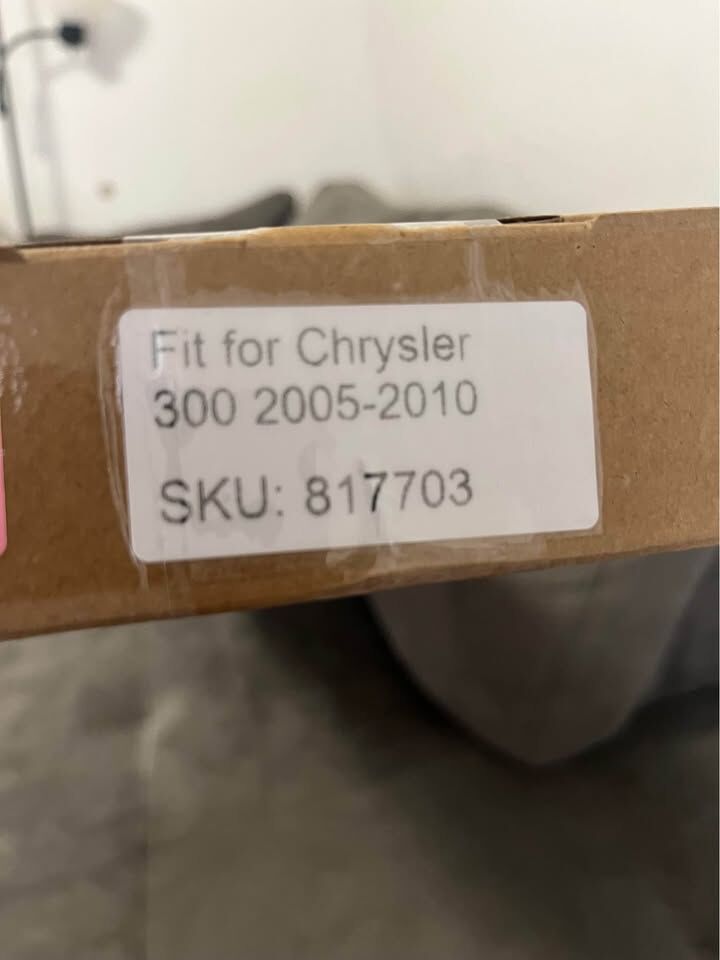 Fit for Chrysler
300 2005-2010
SKU: 817703